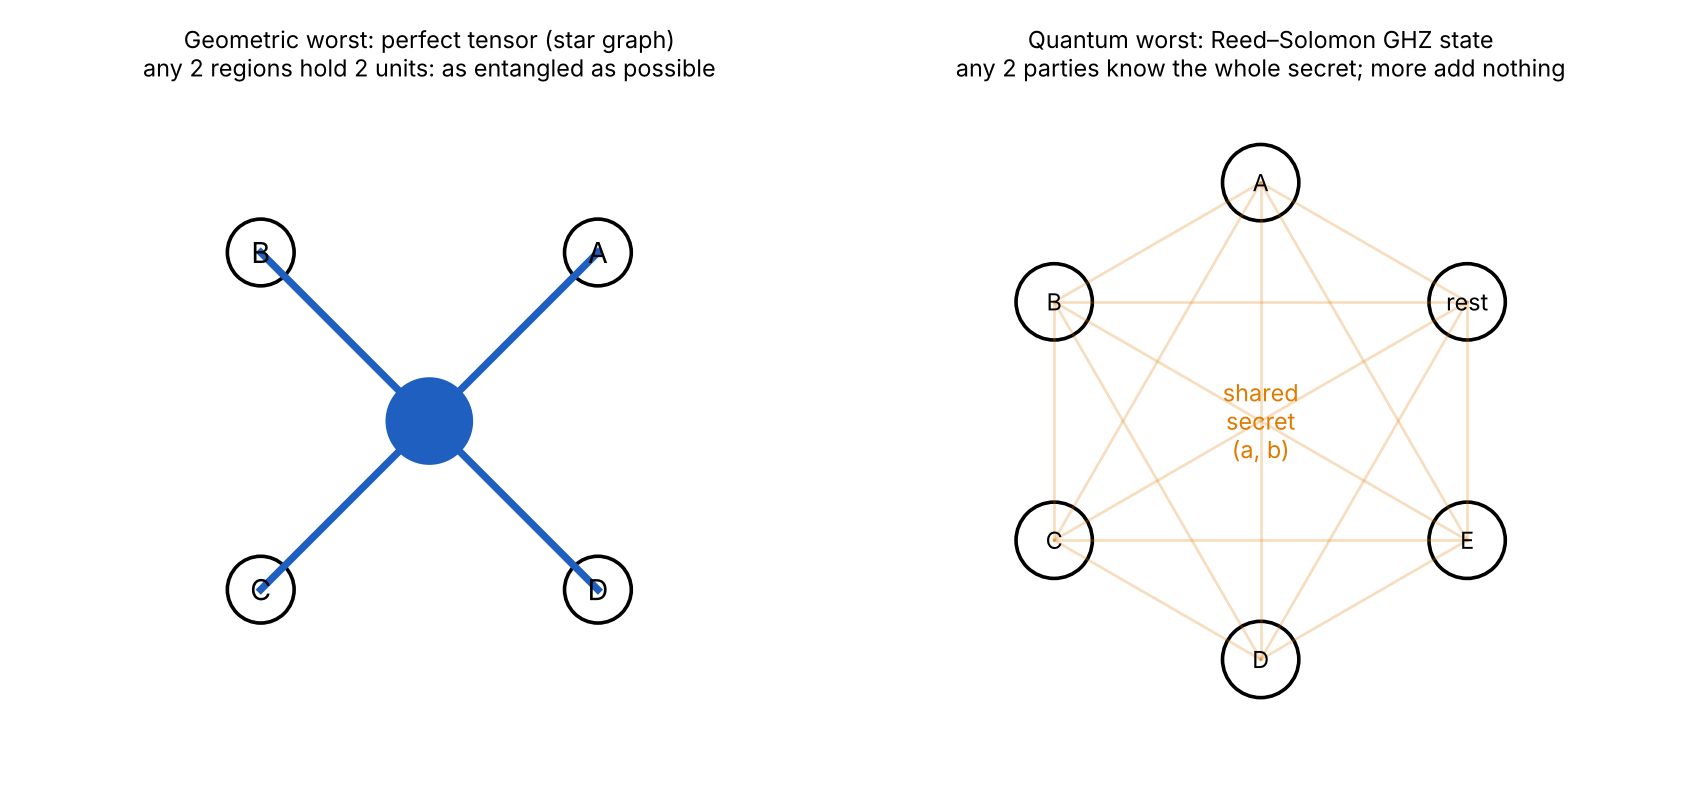 Geometric worst: perfect tensor (star graph)
any 2 regions hold 2 units: as entangled as possible
B
A
C
D
Quantum worst: Reed–Solomon GHZ state
any 2 parties know the whole secret; more add nothing
A
B
rest
shared
secret
(a, b)
C
E
D